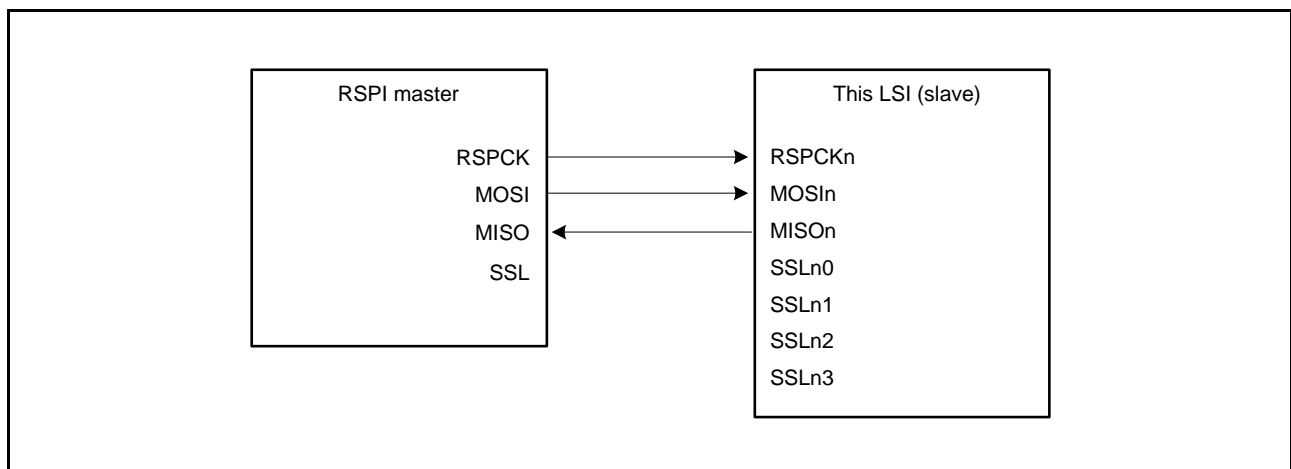 RSPI master
RSPCK
MOSI
MISO
SSL
This LSI (slave)
RSPCKn
MOSIn
MISOn
SSLn0
SSLn1
SSLn2
SSLn3